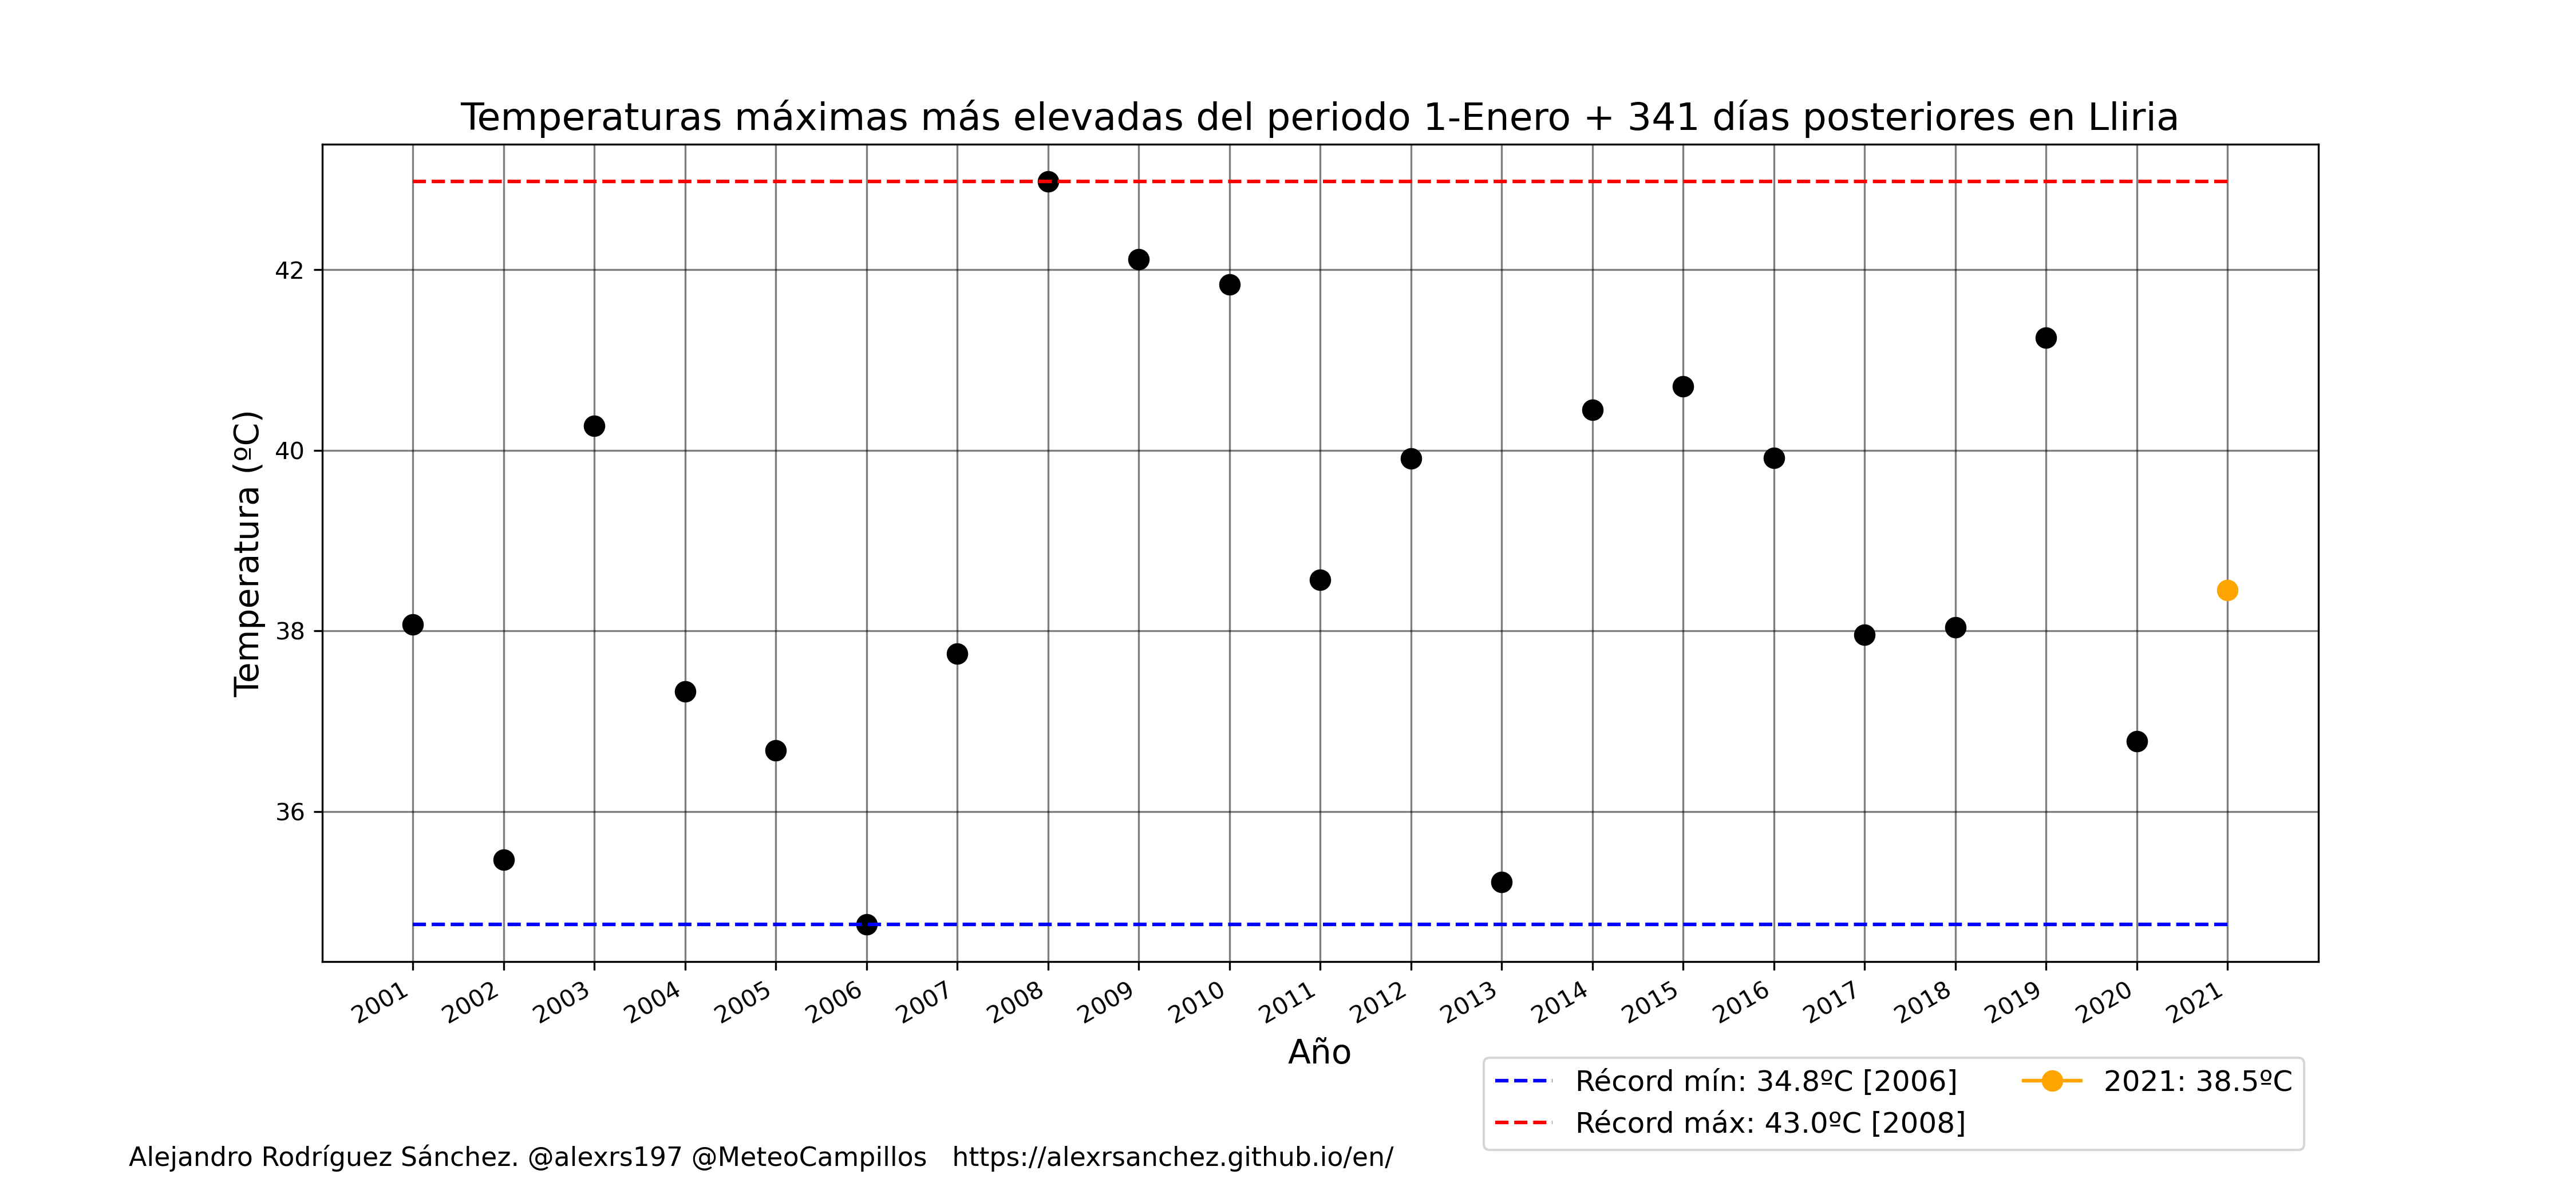 Temperaturas máximas más elevadas del periodo 1-Enero + 341 días posteriores en Lliria
Temperatura (ºC)
42
40
38
36
2001 2002 2003 2004 2005 2006 2007 2008 2009 2010 2011 2012 2013 2014 2015 2016 2017 2018 2019 2020 2021
Año
Récord mín: 34.8ºC [2006]
Récord máx: 43.0ºC [2008]
2021: 38.5ºC
Alejandro Rodríguez Sánchez. @alexrs197 @MeteoCampillos https://alexrsanchez.github.io/en/